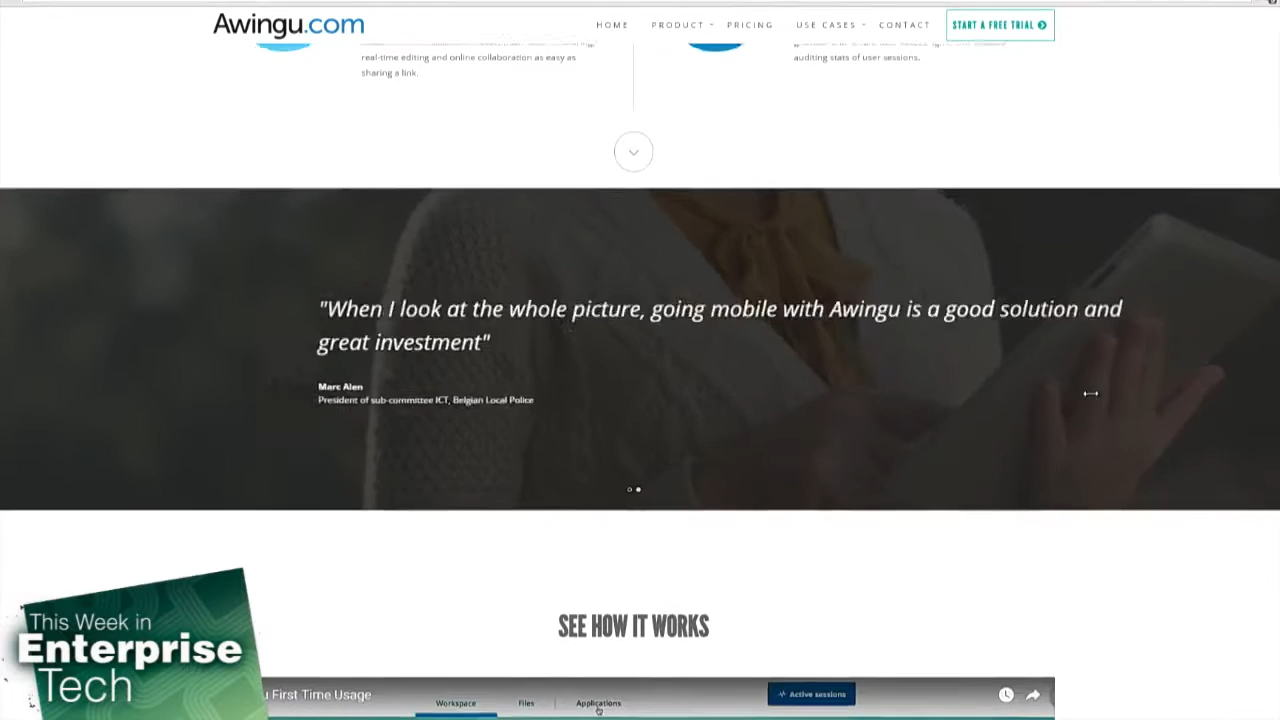 Awingu.com
HOME
PRODUCT
PRICING
USE CASES
CONTACT
START A FREE TRIAL
real-time editing and online collaboration as easy as
sharing a link.
auditing stats of user sessions.
"When I look at the whole picture, going mobile with Awingu is a good solution and
great investment"
Marc Alen
President of sub-committee ICT, Belgian Local Police
SEE HOW IT WORKS
This Week in
Enterprise
Tech
First Time Usage
Workspace
Files
Applications
Active sessions